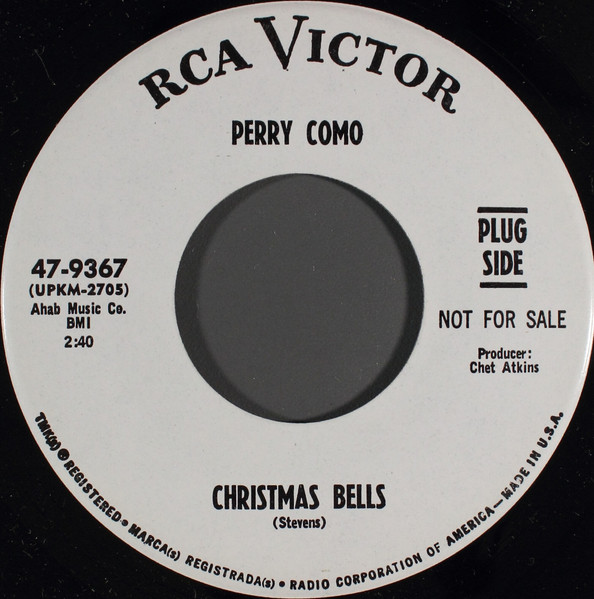 RCA VICTOR
PERRY COMO
PLUG
SIDE
47-9367
(UPKM-2705)
Ahab Music Co.
BMI
2:40
NOT FOR SALE
Producer:
Chet Atkins
CHRISTMAS BELLS
(Stevens)
TMK(s) ® REGISTERED • MARCA(s) REGISTRADA(s) • RADIO CORPORATION OF AMERICA—MADE IN U.S.A.